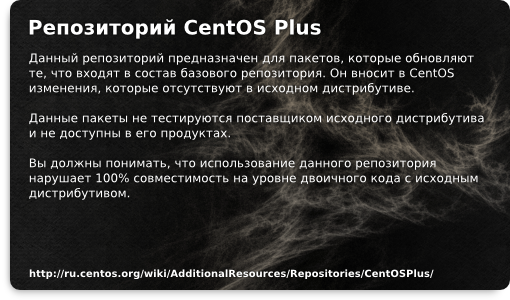 Репозиторий CentOS Plus
Данный репозиторий предназначен для пакетов, которые обновляют
те, что входят в состав базового репозитория. Он вносит в CentOS
изменения, которые отсутствуют в исходном дистрибутиве.
Данные пакеты не тестируются поставщиком исходного дистрибутива
и не доступны в его продуктах.
Вы должны понимать, что использование данного репозитория
нарушает 100% совместимость на уровне двоичного кода с исходным
дистрибутивом.
http://ru.centos.org/wiki/AdditionalResources/Repositories/CentOSPlus/